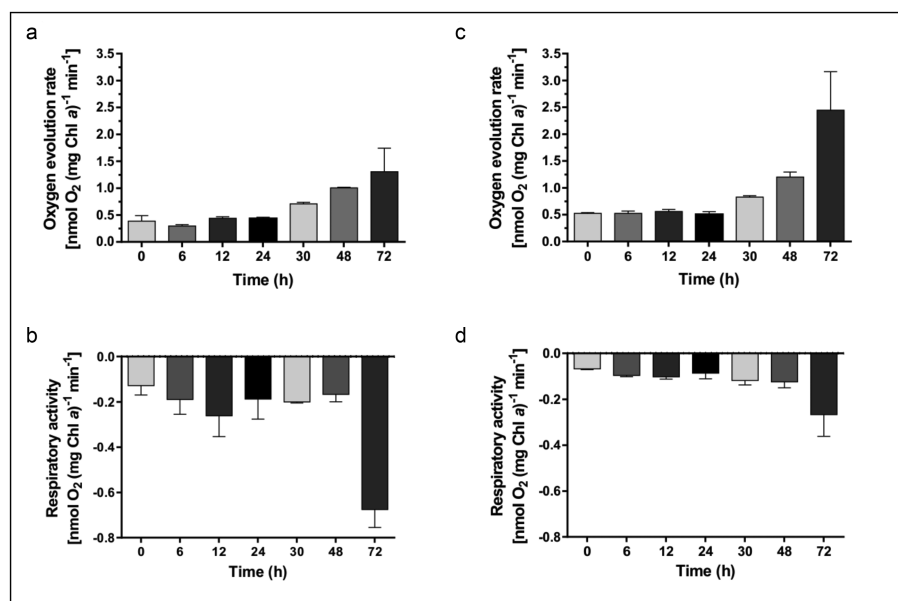 a
Oxygen evolution rate
[nmol O₂ (mg Chl a)⁻¹ min⁻¹]
3.5
3.0
2.5
2.0
1.5
1.0
0.5
0.0
0 6 12 24 30 48 72
Time (h)
c
Oxygen evolution rate
[nmol O₂ (mg Chl a)⁻¹ min⁻¹]
3.5
3.0
2.5
2.0
1.5
1.0
0.5
0.0
0 6 12 24 30 48 72
Time (h)
b
Respiratory activity
[nmol O₂ (mg Chl a)⁻¹ min⁻¹]
0.0
-0.2
-0.4
-0.6
-0.8
0 6 12 24 30 48 72
Time (h)
d
Respiratory activity
[nmol O₂ (mg Chl a)⁻¹ min⁻¹]
0.0
-0.2
-0.4
-0.6
-0.8
0 6 12 24 30 48 72
Time (h)